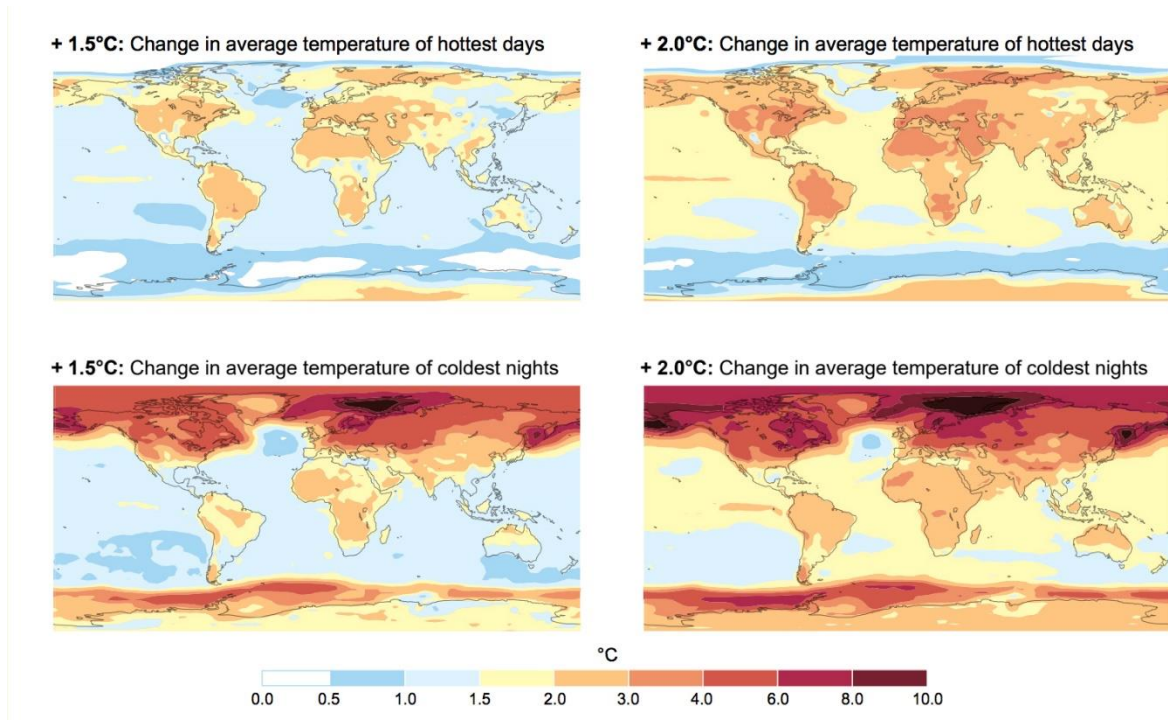 + 1.5°C: Change in average temperature of hottest days
+ 2.0°C: Change in average temperature of hottest days
+ 1.5°C: Change in average temperature of coldest nights
+ 2.0°C: Change in average temperature of coldest nights
°C
0.0 0.5 1.0 1.5 2.0 3.0 4.0 6.0 8.0 10.0